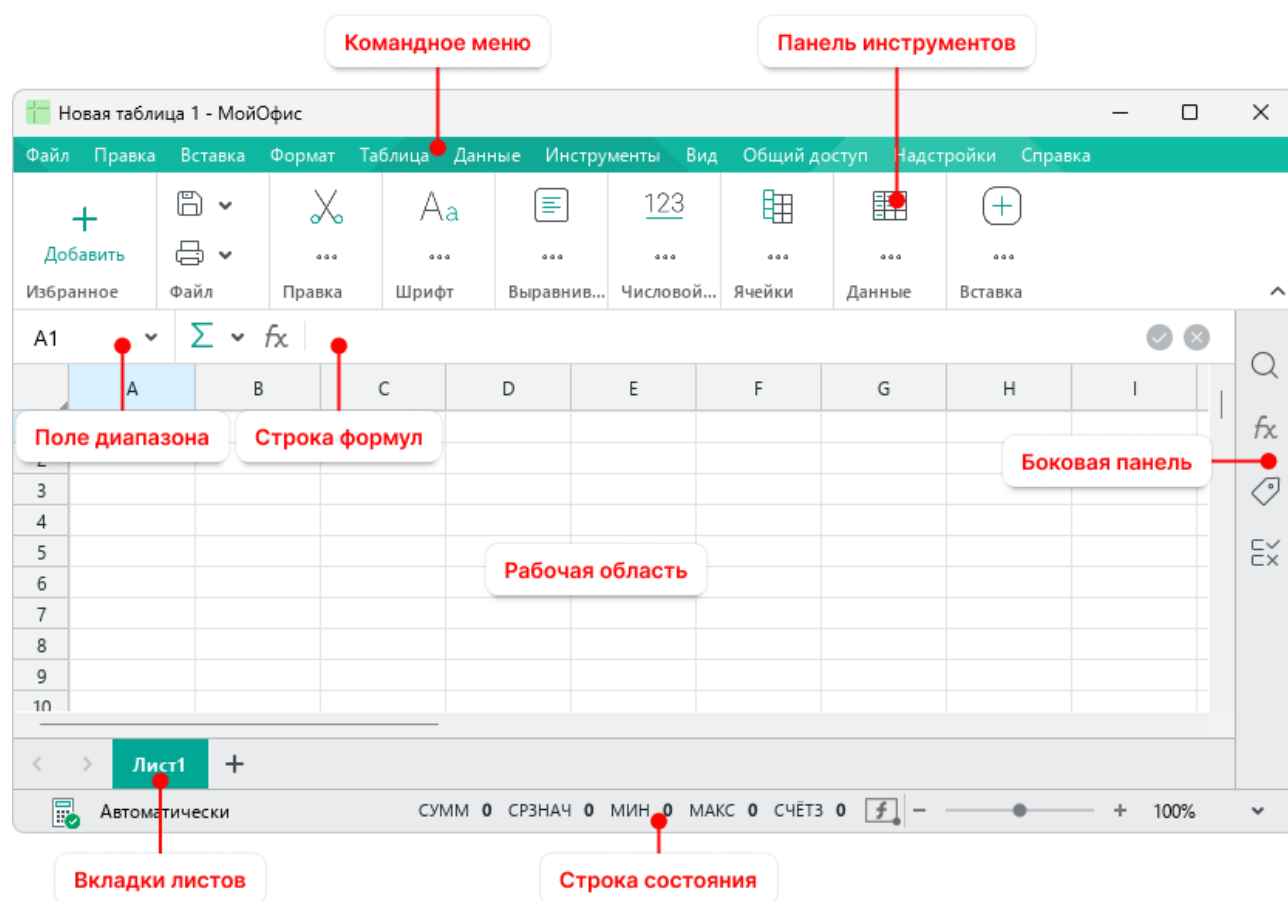 Командное меню
Панель инструментов
Новая таблица 1 - МойОфис
Файл Правка Вставка Формат Таблица Данные Инструменты Вид Общий доступ Надстройки Справка
Aa 123
Добавить
Избранное Файл Правка Шрифт Выравнив... Числовой... Ячейки Данные Вставка
A1 Σ fx
A B C D E F G H I
Поле диапазона
Строка формул
fx
Боковая панель
3
4
5
Рабочая область
6
7
8
9
10
Лист1 +
Автоматически СУММ 0 СРЗНАЧ 0 МИН 0 МАКС 0 СЧЁТЗ 0 f − + 100%
Вкладки листов
Строка состояния